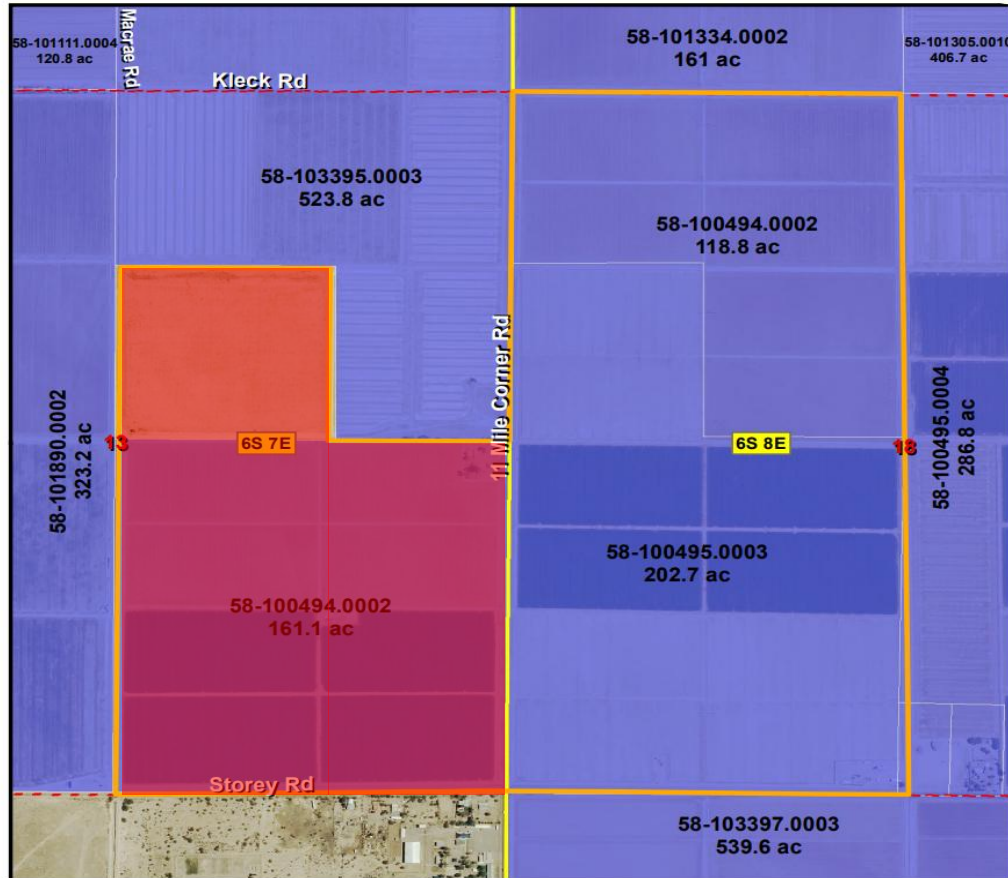 58-101111.0004
120.8 ac
Macrae Rd
58-101334.0002
161 ac
58-101305.0010
406.7 ac
Kleck Rd
58-103395.0003
523.8 ac
58-100494.0002
118.8 ac
11 Mile Corner Rd
58-101890.0002
323.2 ac
13
6S 7E
6S 8E
18
58-100495.0004
286.8 ac
58-100495.0003
202.7 ac
58-100494.0002
161.1 ac
Storey Rd
58-103397.0003
539.6 ac